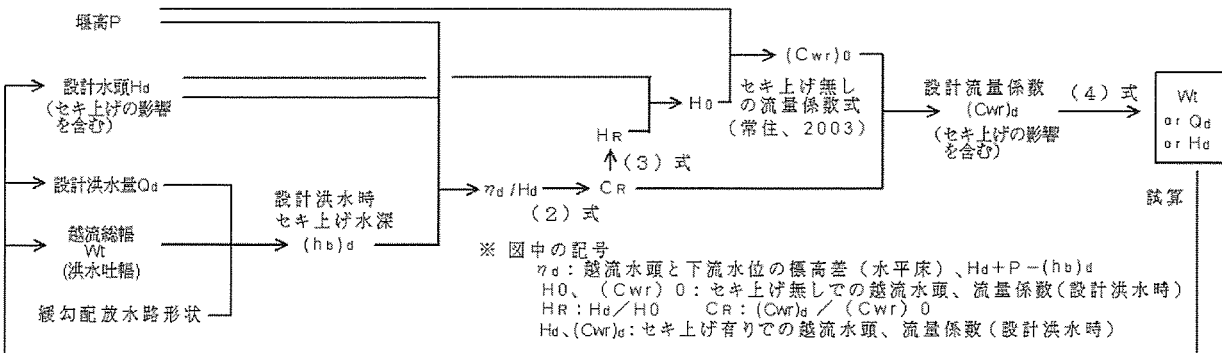 堰高P
設計水頭Hd
(セキ上げの影響
を含む)
設計洪水量Qd
越流総幅
Wt
(洪水吐幅)
緩勾配放水路形状
設計洪水時
セキ上げ水深
(hb)d
ηd/Hd
(2)式
CR
(3)式
HR
H0
(Cwr)0
セキ上げ無し
の流量係数式
(常住、2003)
設計流量係数
(Cwr)d
(セキ上げの影響
を含む)
(4)式
Wt
or Qd
or Hd
試算
※ 図中の記号
ηd:越流水頭と下流水位の標高差(水平床)、Hd+P-(hb)d
H0、(Cwr)0:セキ上げ無しでの越流水頭、流量係数(設計洪水時)
HR:Hd/H0 CR:(Cwr)d/(Cwr)0
Hd、(Cwr)d:セキ上げ有りでの越流水頭、流量係数(設計洪水時)